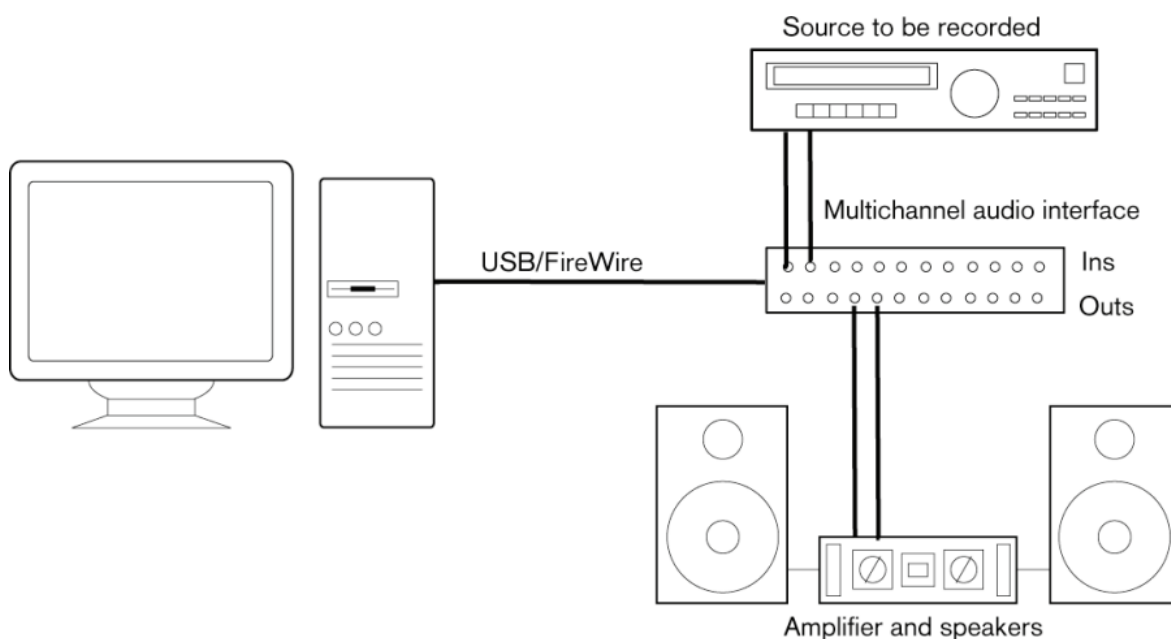 Source to be recorded
Multichannel audio interface
USB/FireWire
Ins
Outs
Amplifier and speakers